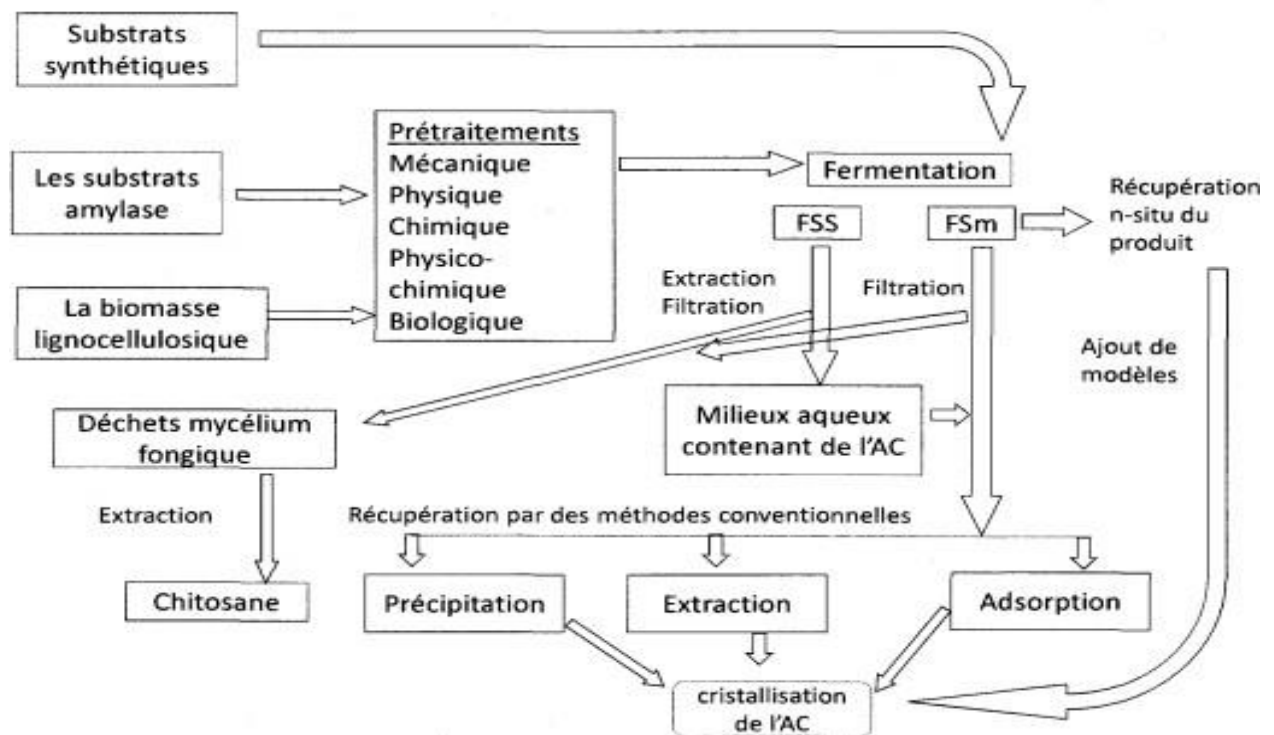 Substrats
synthétiques
Prétraitements
Mécanique
Physique
Chimique
Physico-
chimique
Biologique
Les substrats
amylase
La biomasse
lignocellulosique
Fermentation
FSS
FSm
Récupération
n-situ du
produit
Extraction
Filtration
Filtration
Ajout de
modèles
Milieux aqueux
contenant de l'AC
Déchets mycélium
fongique
Extraction
Chitosane
Récupération par des méthodes conventionnelles
Précipitation
Extraction
Adsorption
cristallisation
de l'AC